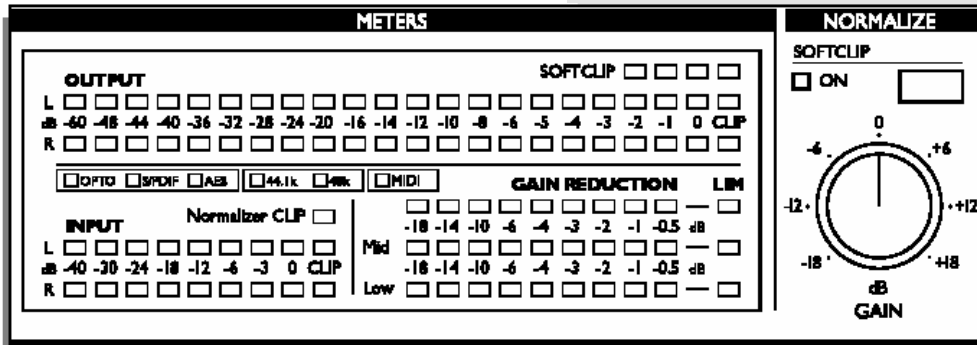 METERS
OUTPUT
SOFTCLIP
L
dB -60 -48 -44 -40 -36 -32 -28 -24 -20 -16 -14 -12 -10 -8 -6 -5 -4 -3 -2 -1 0 CLIP
R
OPTO S/PDIF AES 44.1k 48k MIDI
GAIN REDUCTION LIM
Normalizer CLIP
INPUT
-18 -14 -10 -6 -4 -3 -2 -1 -0.5 dB
L
Mid
dB -40 -30 -24 -18 -12 -6 -3 0 CLIP
-18 -14 -10 -6 -4 -3 -2 -1 -0.5 dB
R
Low
NORMALIZE
SOFTCLIP
ON
0
-6 +6
-12 +12
-18 +18
dB
GAIN